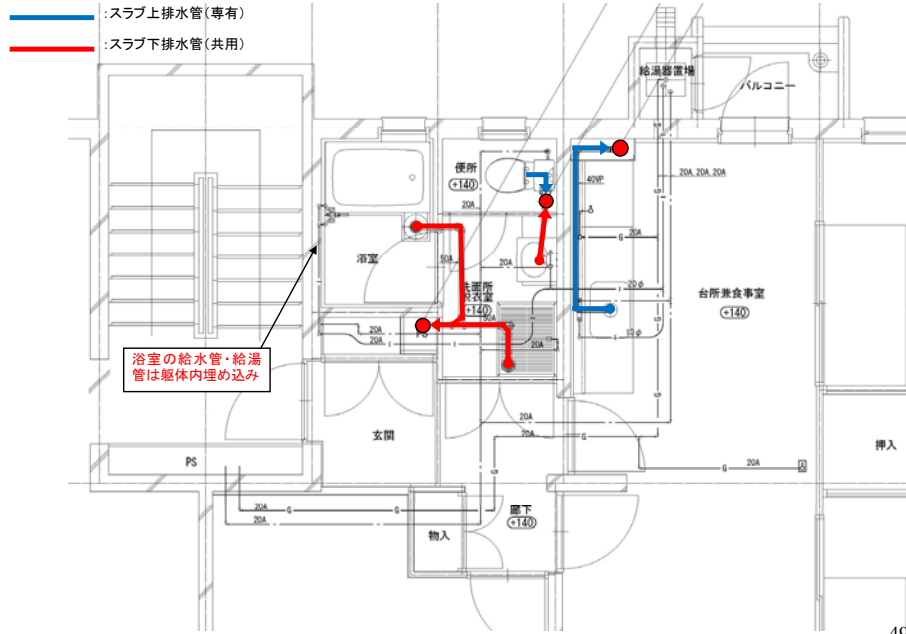 :スラブ上排水管(専有)
:スラブ下排水管(共用)
給湯器置場
バルコニー
便所
+140
20A
40VP
20A, 20A, 20A
G 20A
浴室
50A
20A
洗面所
脱衣室
+140
20φ
台所兼食事室
+140
20A
20A
50A
20A
13φ
PS
浴室の給水管・給湯
管は躯体内埋め込み
玄関
20A
20A
G
G
G 20A
押入
PS
20A
G
G
20A
廊下
+140
物入
49